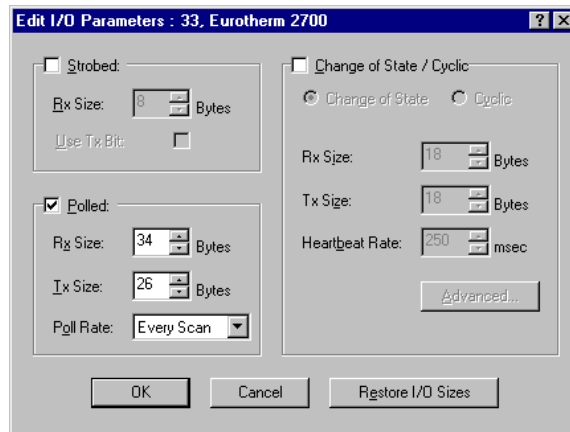 Edit I/O Parameters : 33, Eurotherm 2700
Strobed:
Rx Size: 8 Bytes
Use Tx Bit:
Polled:
Rx Size: 34 Bytes
Tx Size: 26 Bytes
Poll Rate: Every Scan
Change of State / Cyclic
Change of State Cyclic
Rx Size: 18 Bytes
Tx Size: 18 Bytes
Heartbeat Rate: 250 msec
Advanced...
OK Cancel Restore I/O Sizes